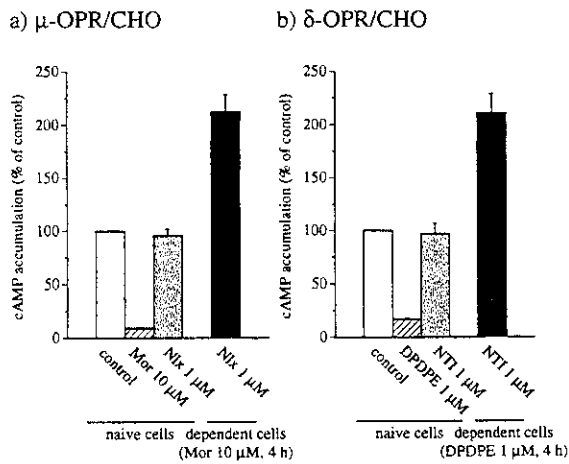 a) μ-OPR/CHO
250
200
150
100
50
0
cAMP accumulation (% of control)
control
Mor 10 μM
Nlx 1 μM
Nlx 1 μM
naive cells
dependent cells
(Mor 10 μM, 4 h)
b) δ-OPR/CHO
250
200
150
100
50
0
cAMP accumulation (% of control)
control
DPDPE 1 μM
NTI 1 μM
NTI 1 μM
naive cells
dependent cells
(DPDPE 1 μM, 4 h)